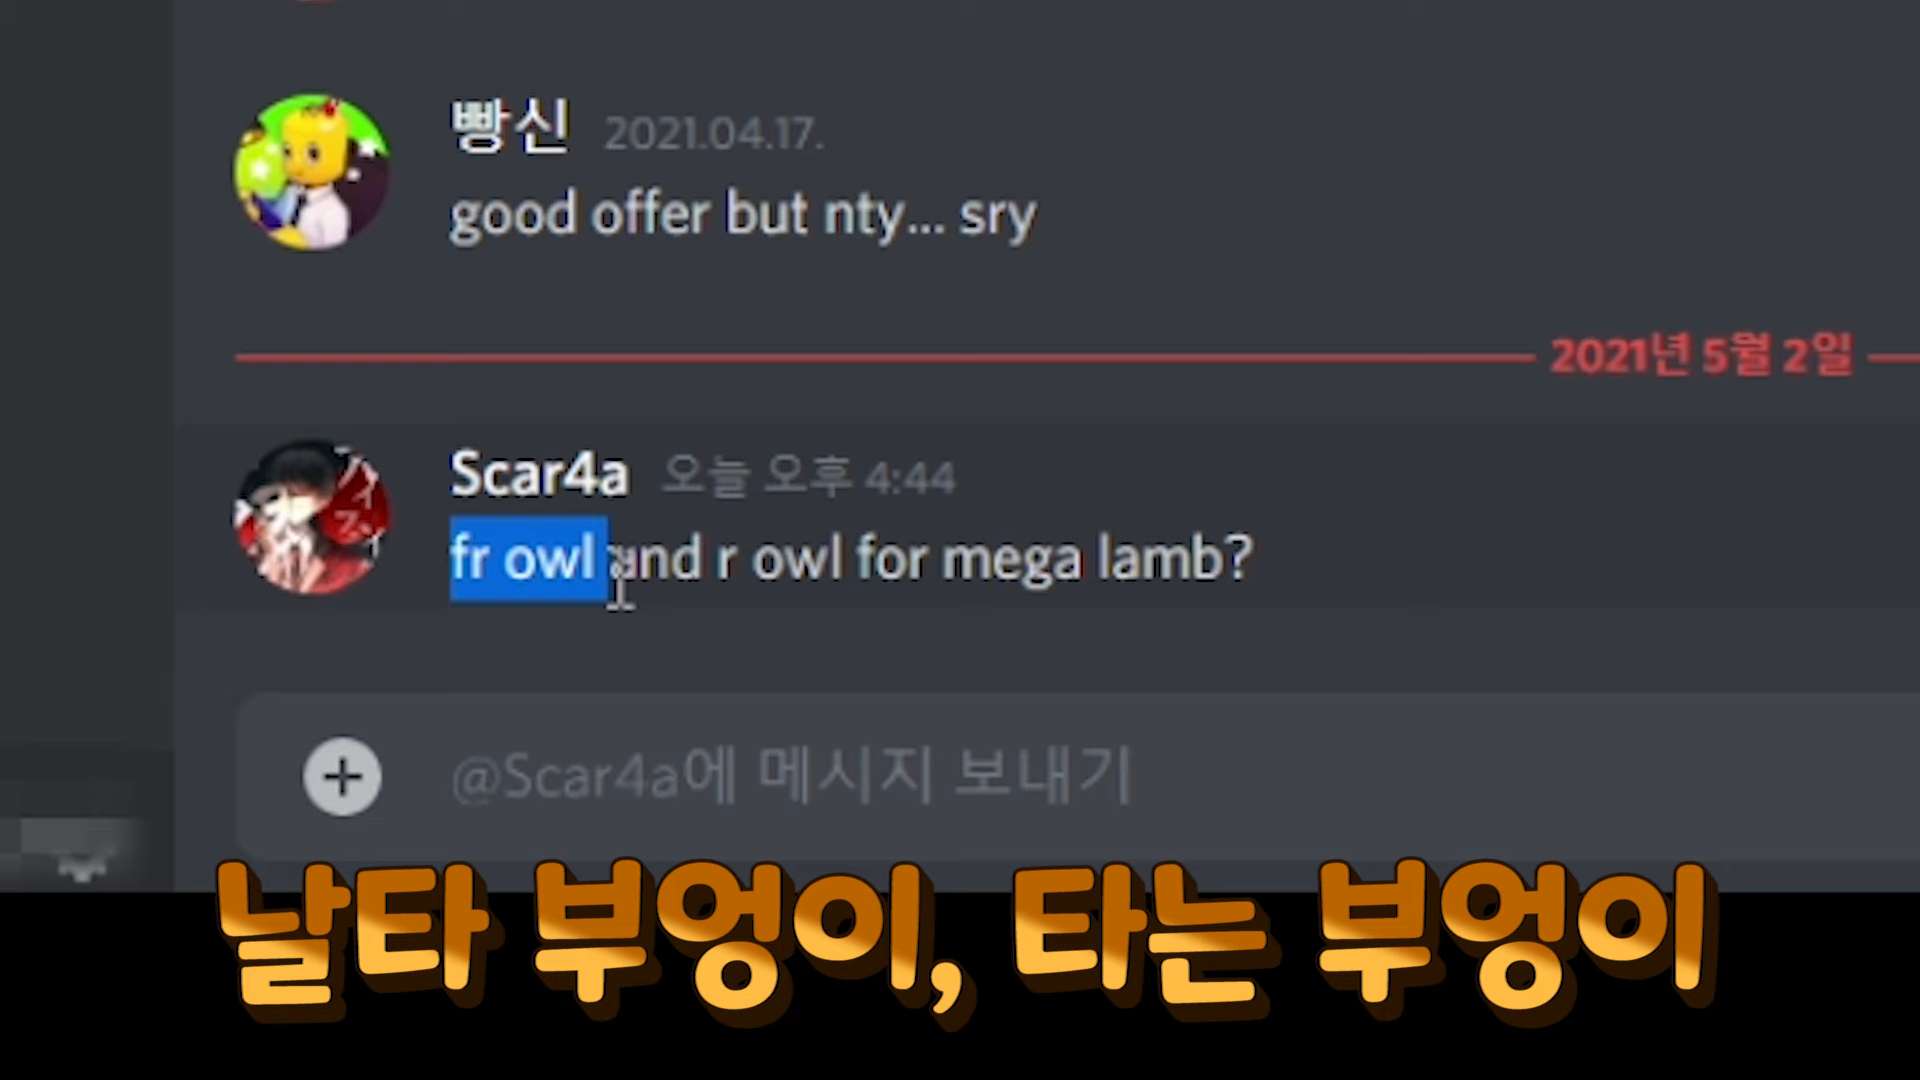 빵신 2021.04.17.
good offer but nty... sry
2021년 5월 2일
Scar4a 오늘 오후 4:44
fr owl and r owl for mega lamb?
@Scar4a에 메시지 보내기
날타 부엉이, 타는 부엉이